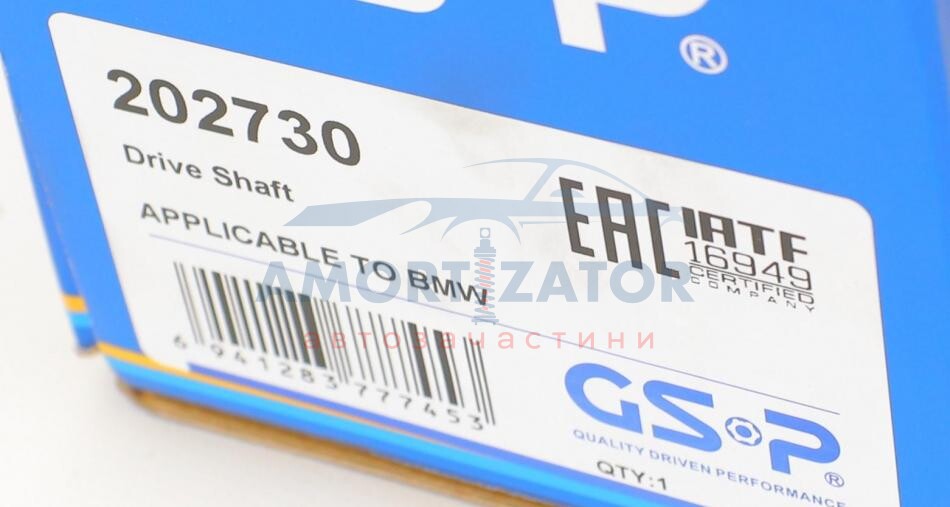 S·P®
202730
Drive Shaft
APPLICABLE TO BMW
EAC
IATF
16949
CERTIFIED
COMPANY
AMORTIZATOR
автозапчастини
6 941283 777453
GS·P®
QUALITY DRIVEN PERFORMANCE
QTY:1